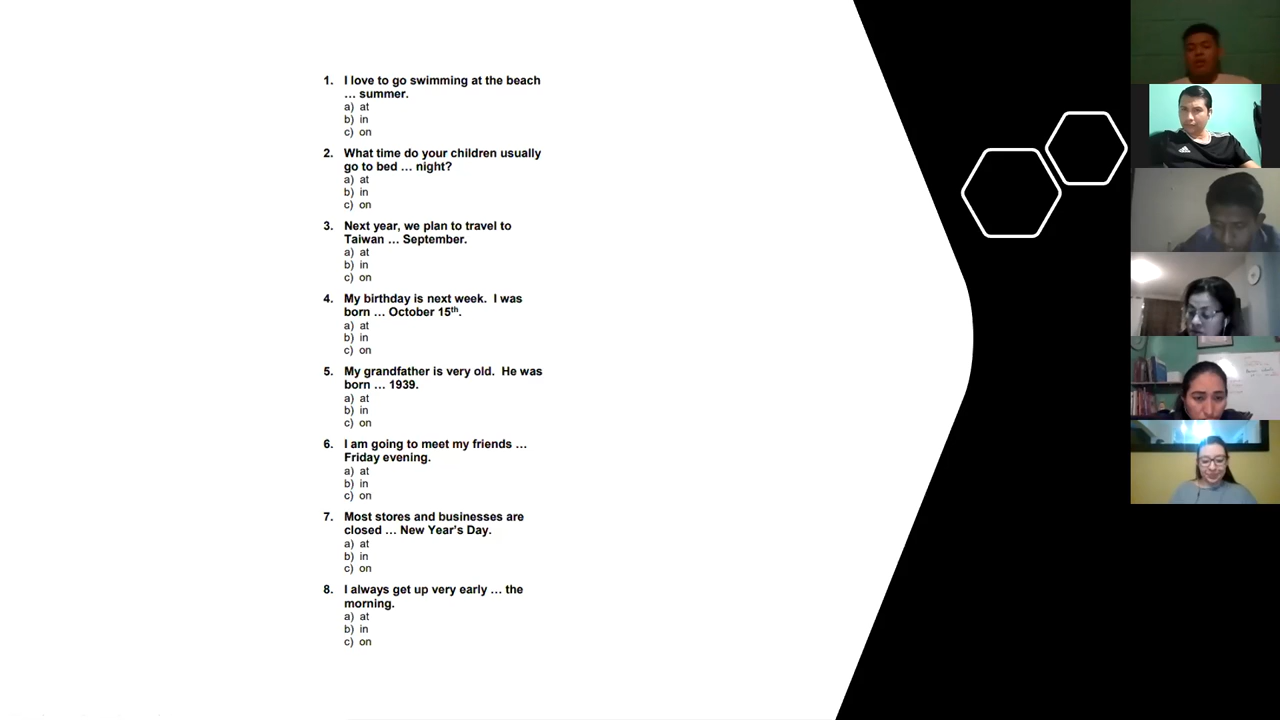 1. I love to go swimming at the beach
… summer.
a) at
b) in
c) on
2. What time do your children usually
go to bed … night?
a) at
b) in
c) on
3. Next year, we plan to travel to
Taiwan … September.
a) at
b) in
c) on
4. My birthday is next week. I was
born … October 15th.
a) at
b) in
c) on
5. My grandfather is very old. He was
born … 1939.
a) at
b) in
c) on
6. I am going to meet my friends …
Friday evening.
a) at
b) in
c) on
7. Most stores and businesses are
closed … New Year's Day.
a) at
b) in
c) on
8. I always get up very early … the
morning.
a) at
b) in
c) on